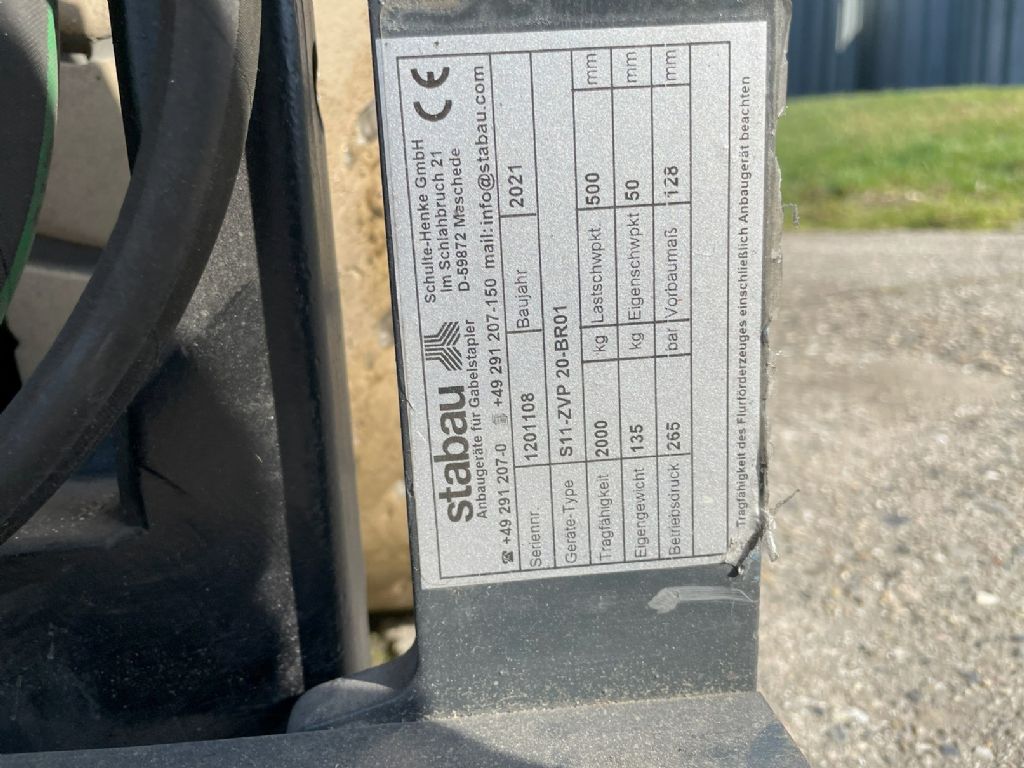 stabau
Anbaugeräte für Gabelstapler
Schulte-Henke GmbH
Im Schlahbruch 21
D-59872 Meschede
CE
☎ +49 291 207-0 +49 291 207-150 mail:info@stabau.com
Seriennr. 1201108 Baujahr 2021
Geräte-Type S11-ZVP 20-BR01
Tragfähigkeit 2000 kg Lastschwpkt 500 mm
Eigengewicht 135 kg Eigenschwpkt 50 mm
Betriebsdruck 265 bar Vorbaumaß 128 mm
Tragfähigkeit des Flurförderzeuges einschließlich Anbaugerät beachten